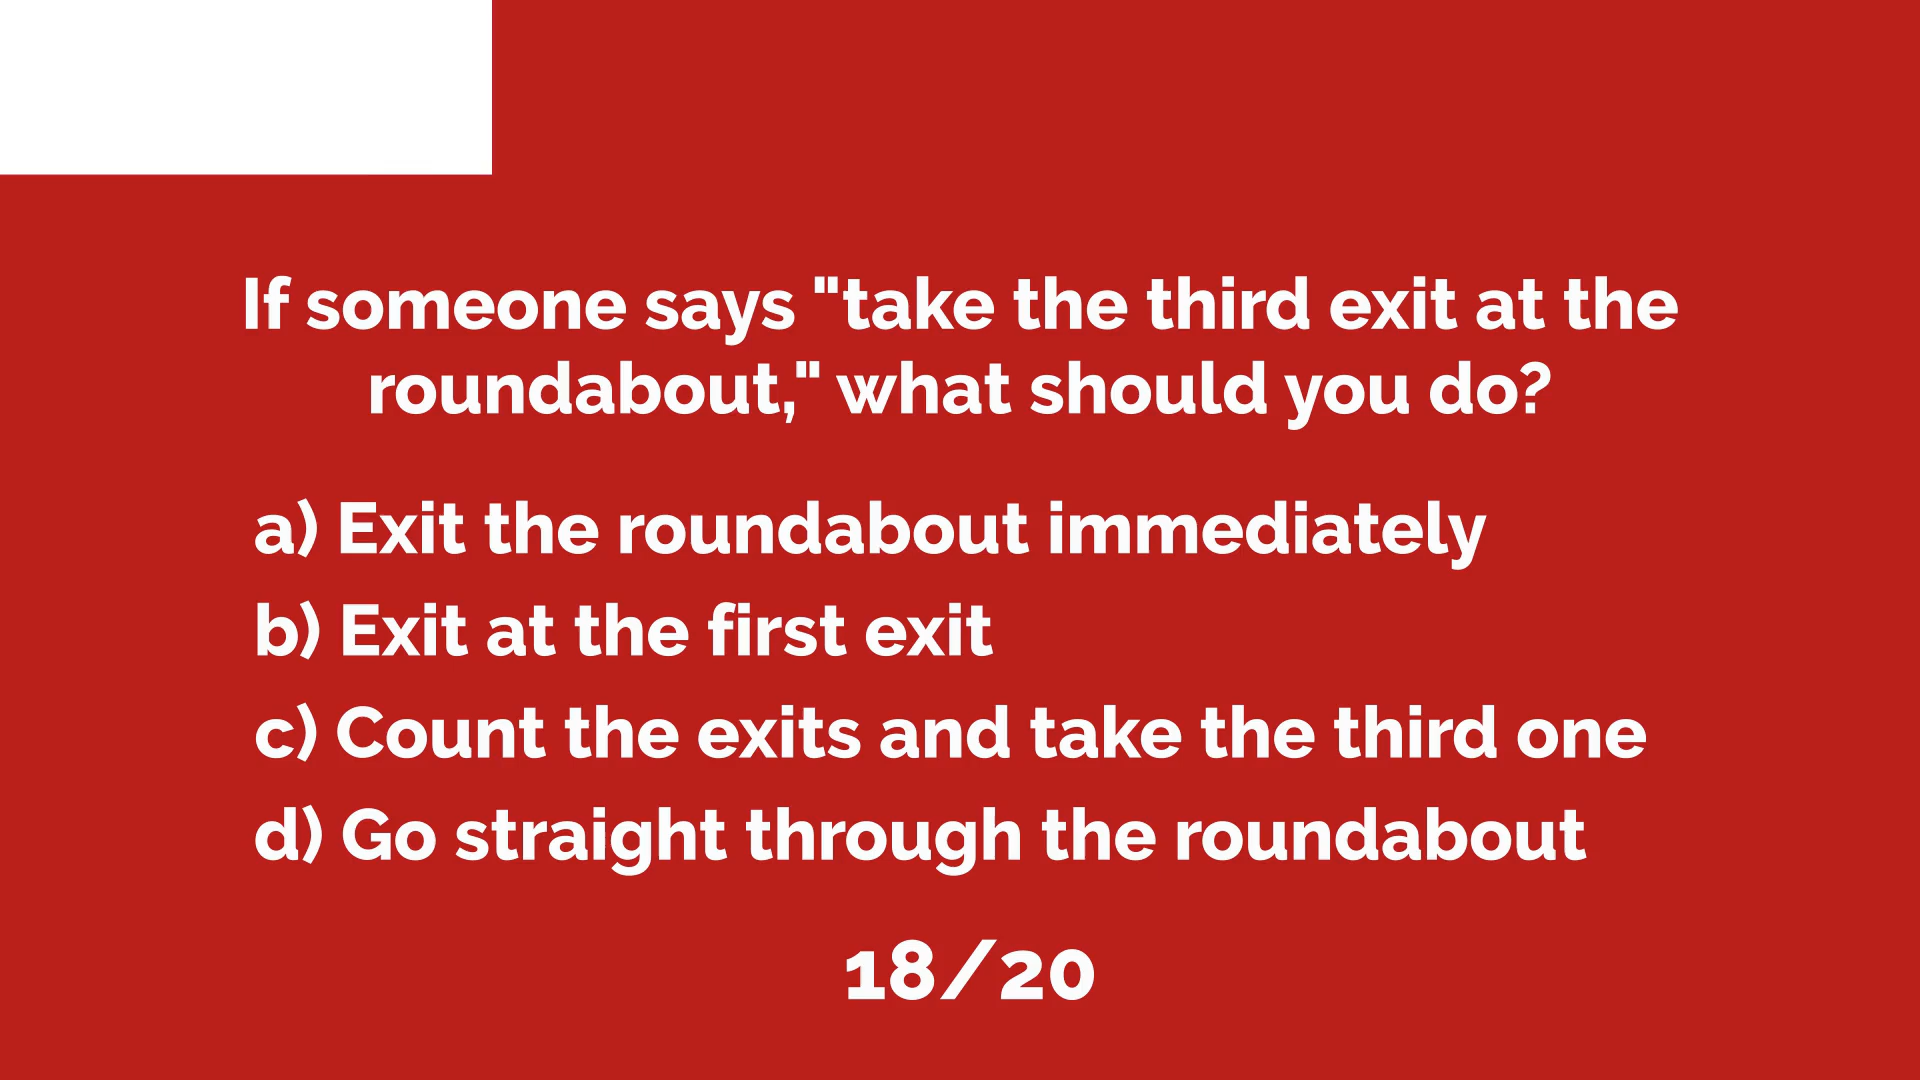 If someone says "take the third exit at the
roundabout," what should you do?
a) Exit the roundabout immediately
b) Exit at the first exit
c) Count the exits and take the third one
d) Go straight through the roundabout
18/20